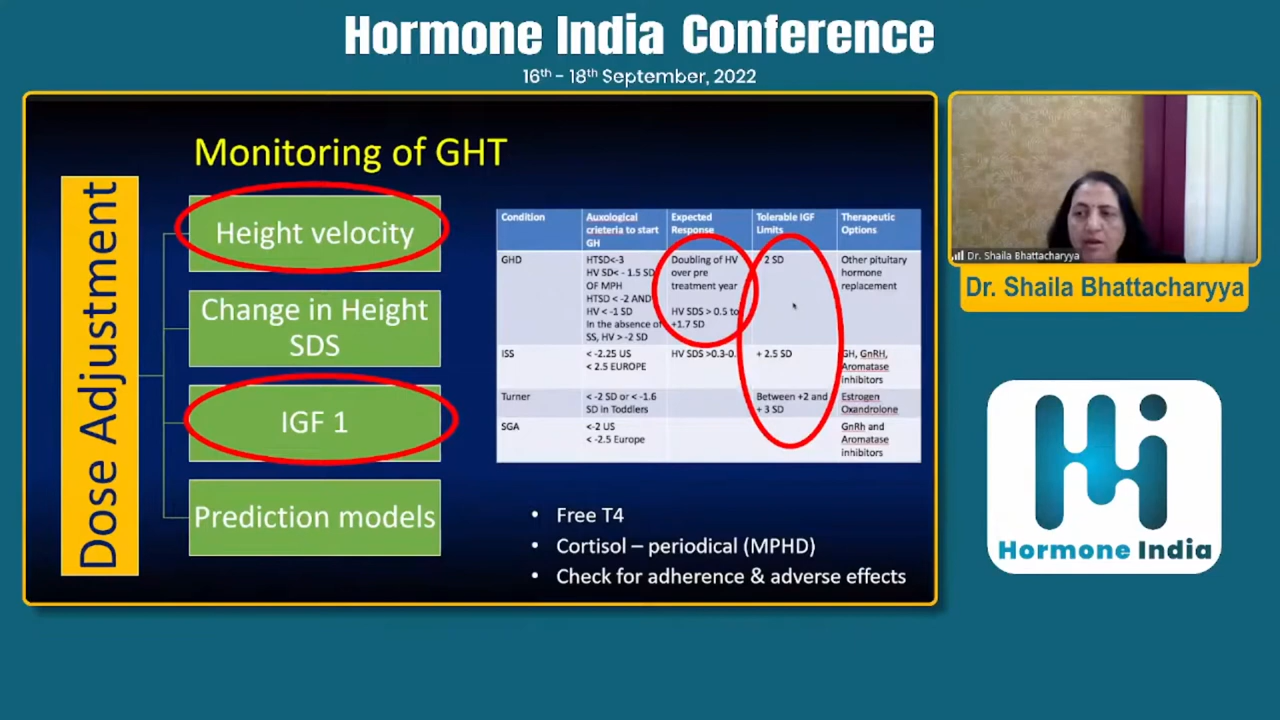 Hormone India Conference
16th - 18th September, 2022
Monitoring of GHT
Dose Adjustment
Height velocity
Change in Height
SDS
IGF 1
Prediction models
Condition
Auxological
crieteria to start
GH
Expected
Response
Tolerable IGF
Limits
Therapeutic
Options
GHD
HTSD<-3
HV SD< - 1.5 SD
OF MPH
HTSD < -2 AND
HV < -1 SD
In the absence of
SS, HV > -2 SD
Doubling of HV
over pre
treatment year
HV SDS > 0.5 to
+1.7 SD
2 SD
Other pituitary
hormone
replacement
ISS
< -2.25 US
< 2.5 EUROPE
HV SDS >0.3-0.
+ 2.5 SD
GH, GnRH,
Aromatase
inhibitors
Turner
< -2 SD or < -1.6
SD in Toddlers
Between +2 and
+ 3 SD
Estrogen
Oxandrolone
SGA
<-2 US
< -2.5 Europe
GnRh and
Aromatase
inhibitors
• Free T4
• Cortisol – periodical (MPHD)
• Check for adherence & adverse effects
Dr. Shaila Bhattacharyya
Dr. Shaila Bhattacharyya
Hormone India